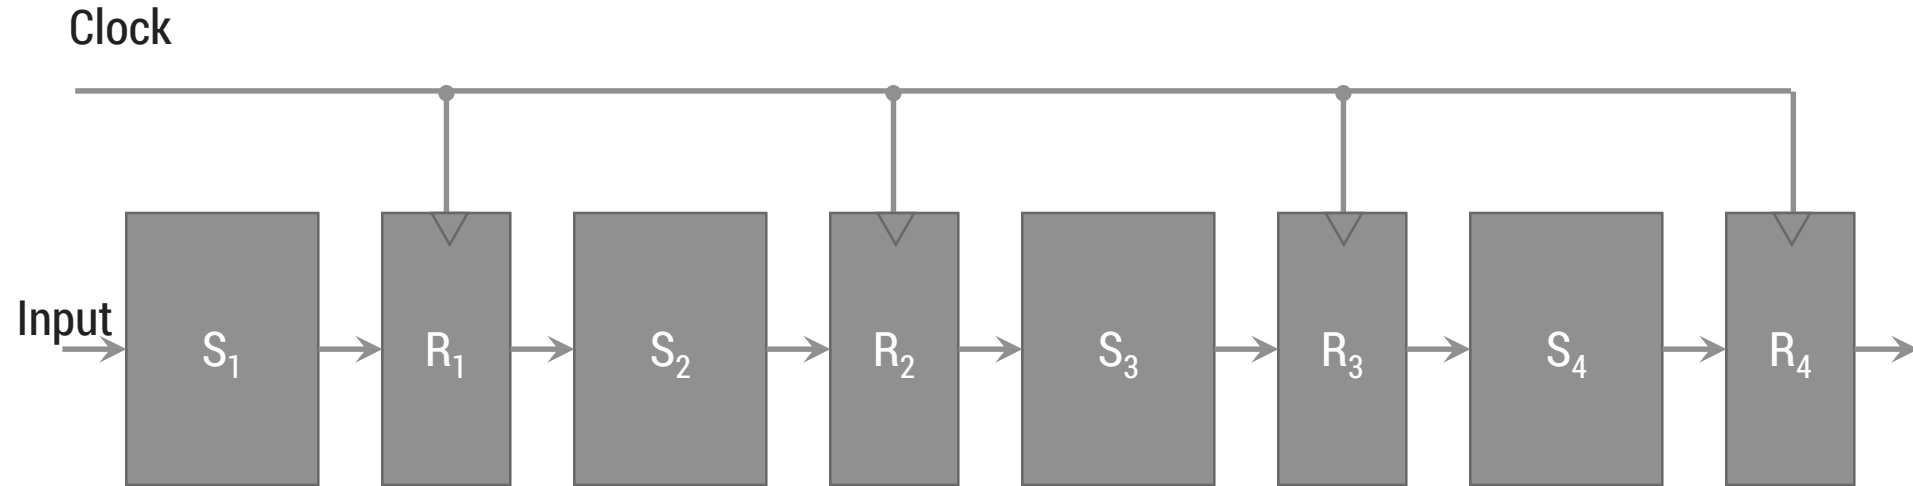 Clock
Input
S₁
R₁
S₂
R₂
S₃
R₃
S₄
R₄